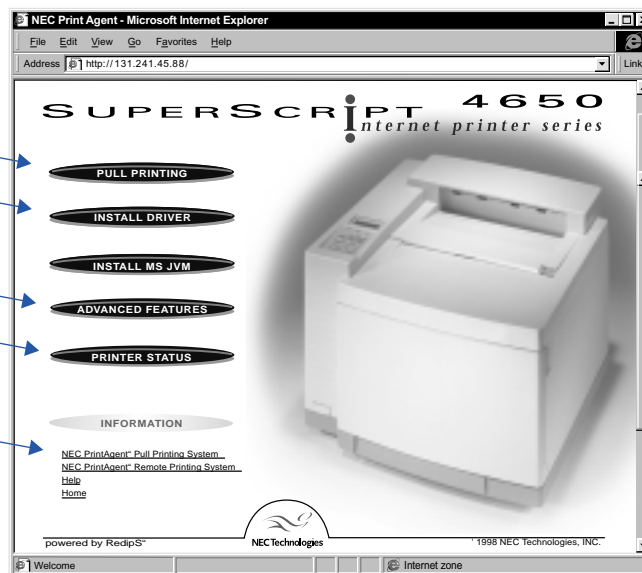 NEC Print Agent - Microsoft Internet Explorer
File Edit View Go Favorites Help
Address http://131.241.45.88/ Link
SUPERSCRIPT 4650
internet printer series
PULL PRINTING
INSTALL DRIVER
INSTALL MS JVM
ADVANCED FEATURES
PRINTER STATUS
INFORMATION
NEC PrintAgent" Pull Printing System
NEC PrintAgent" Remote Printing System
Help
Home
powered by RedipS" NEC Technologies ' 1998 NEC Technologies, INC.
Welcome Internet zone